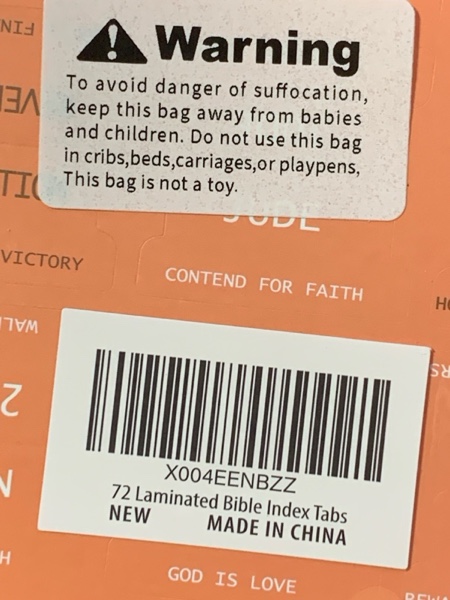 Warning
To avoid danger of suffocation,
keep this bag away from babies
and children. Do not use this bag
in cribs,beds,carriages,or playpens,
This bag is not a toy.
JUDE
VICTORY
CONTEND FOR FAITH
X004EENBZZ
72 Laminated Bible Index Tabs
NEW MADE IN CHINA
2
GOD IS LOVE